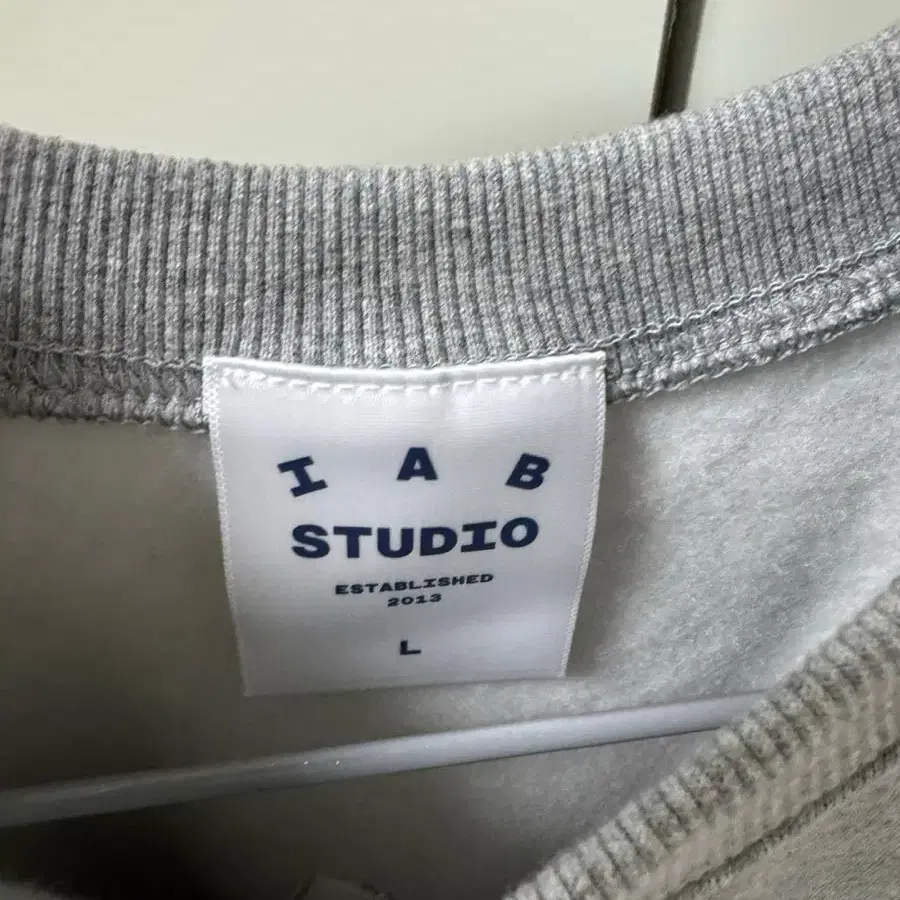 I A B
STUDIO
ESTABLISHED
2013
L